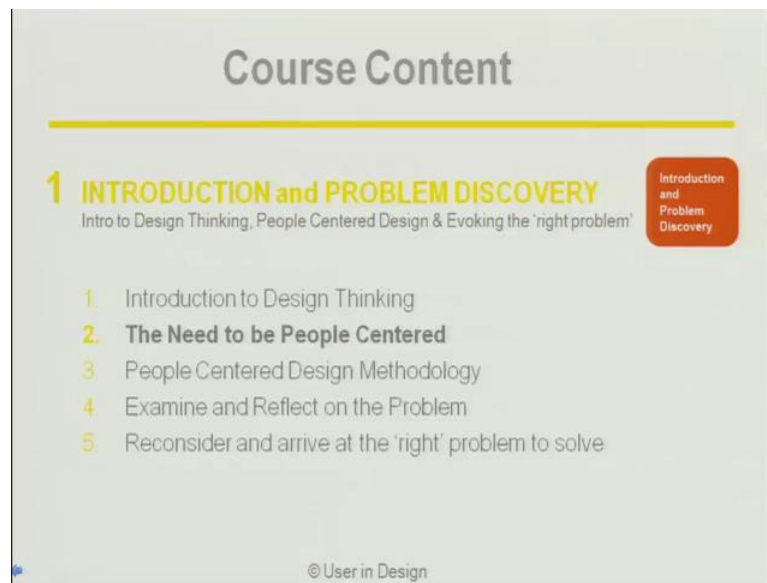 Course Content
1 INTRODUCTION and PROBLEM DISCOVERY
Intro to Design Thinking, People Centered Design & Evoking the 'right problem'
Introduction
and
Problem
Discovery
1. Introduction to Design Thinking
2. The Need to be People Centered
3. People Centered Design Methodology
4. Examine and Reflect on the Problem
5. Reconsider and arrive at the 'right' problem to solve
© User in Design